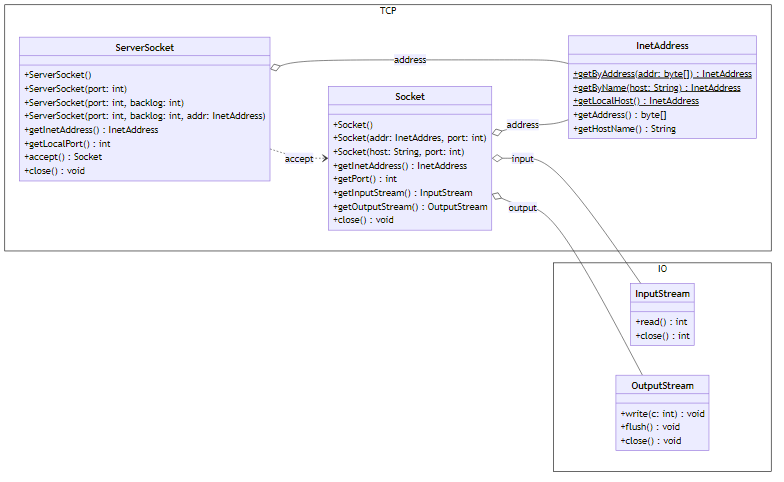 TCP
ServerSocket
+ServerSocket()
+ServerSocket(port: int)
+ServerSocket(port: int, backlog: int)
+ServerSocket(port: int, backlog: int, addr: InetAddress)
+getInetAddress() : InetAddress
+getLocalPort() : int
+accept() : Socket
+close() : void
address
InetAddress
+getByAddress(addr: byte[]) : InetAddress
+getByName(host: String) : InetAddress
+getLocalHost() : InetAddress
+getAddress() : byte[]
+getHostName() : String
accept
Socket
+Socket()
+Socket(addr: InetAddres, port: int)
+Socket(host: String, port: int)
+getInetAddress() : InetAddress
+getPort() : int
+getInputStream() : InputStream
+getOutputStream() : OutputStream
+close() : void
address
input
output
IO
InputStream
+read() : int
+close() : int
OutputStream
+write(c: int) : void
+flush() : void
+close() : void